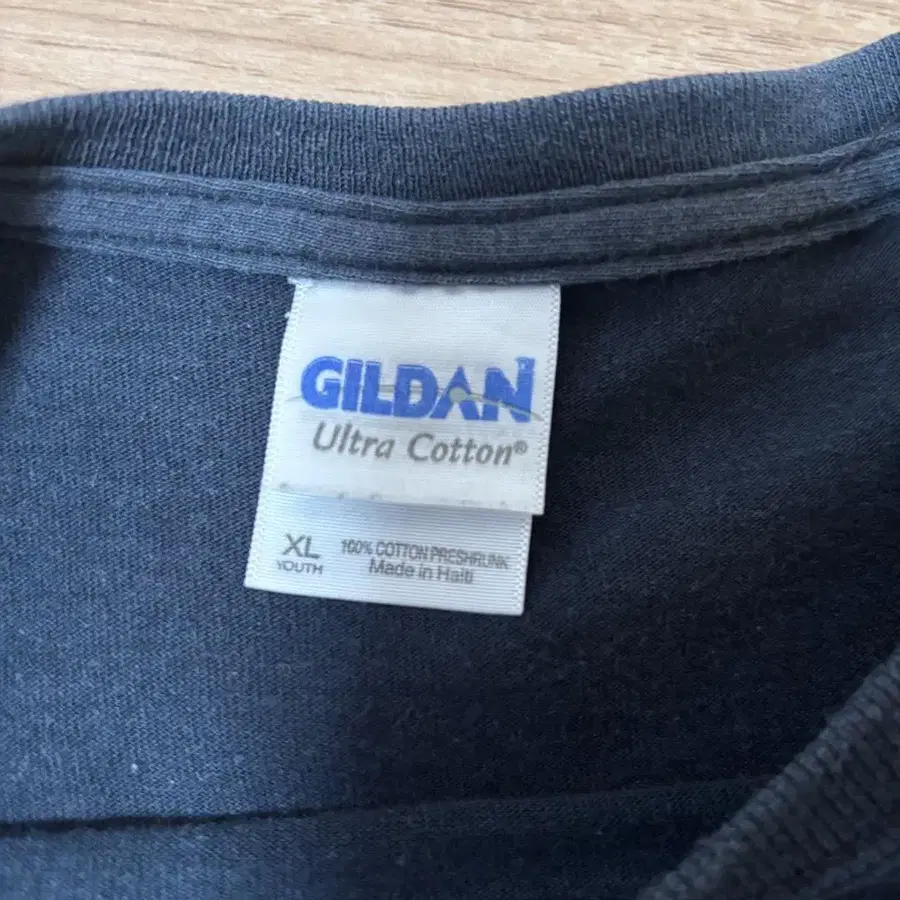 GILDAN
Ultra Cotton®
XL 100% COTTON PRESHRUNK
YOUTH Made in Haiti